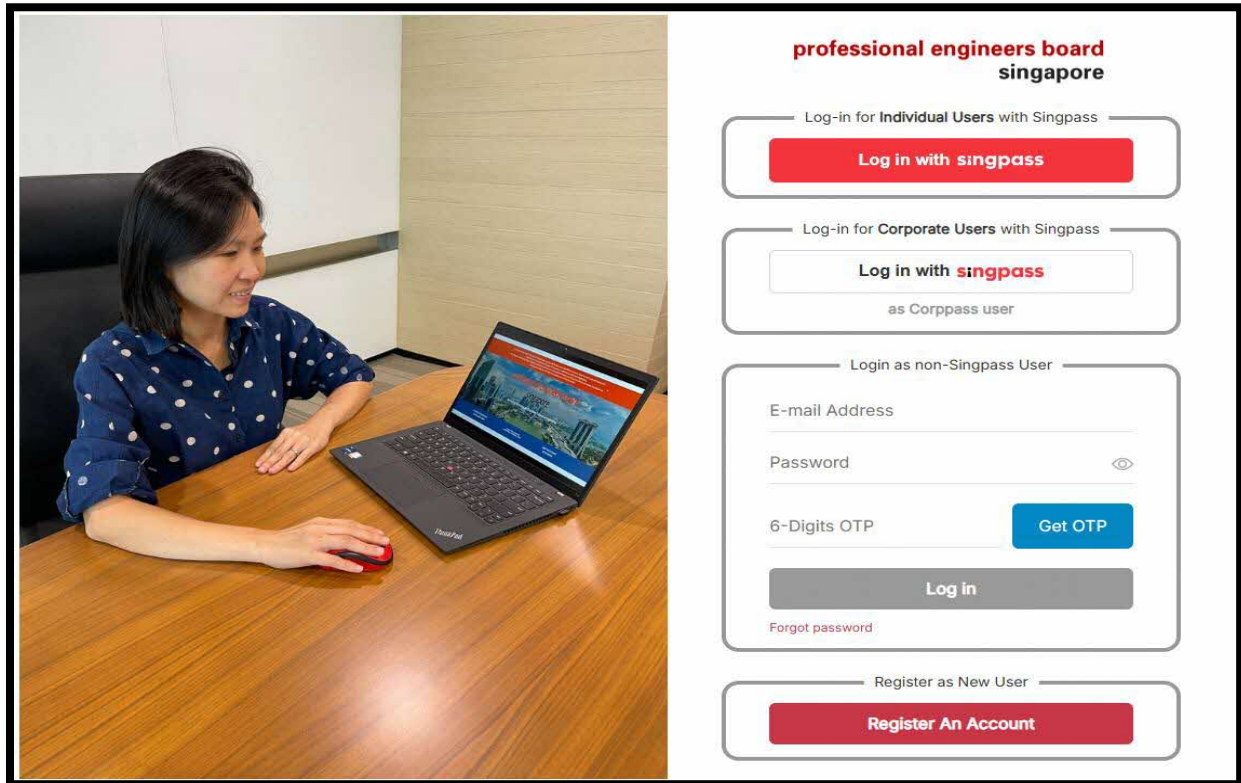 professional engineers board
singapore
Log-in for Individual Users with Singpass
Log in with singpass
Log-in for Corporate Users with Singpass
Log in with singpass
as Corppass user
Login as non-Singpass User
E-mail Address
Password
6-Digits OTP Get OTP
Log in
Forgot password
Register as New User
Register An Account
ThinkPad